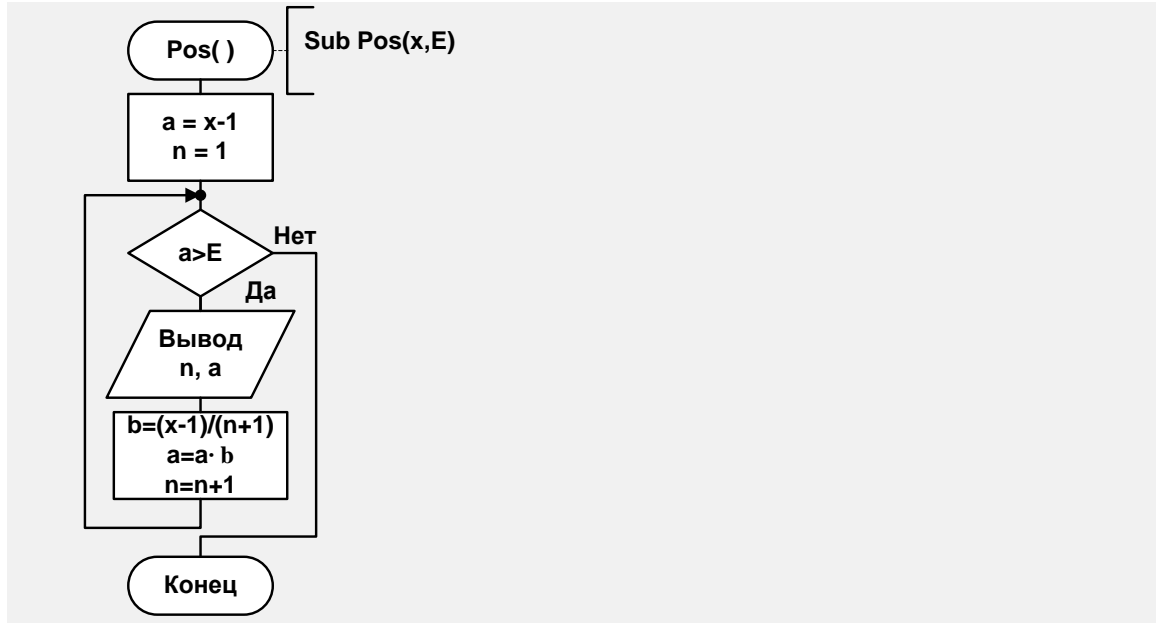 Pos( )
Sub Pos(x,E)
a = x-1
n = 1
a>E
Нет
Да
Вывод
n, a
b=(x-1)/(n+1)
a=a· b
n=n+1
Конец